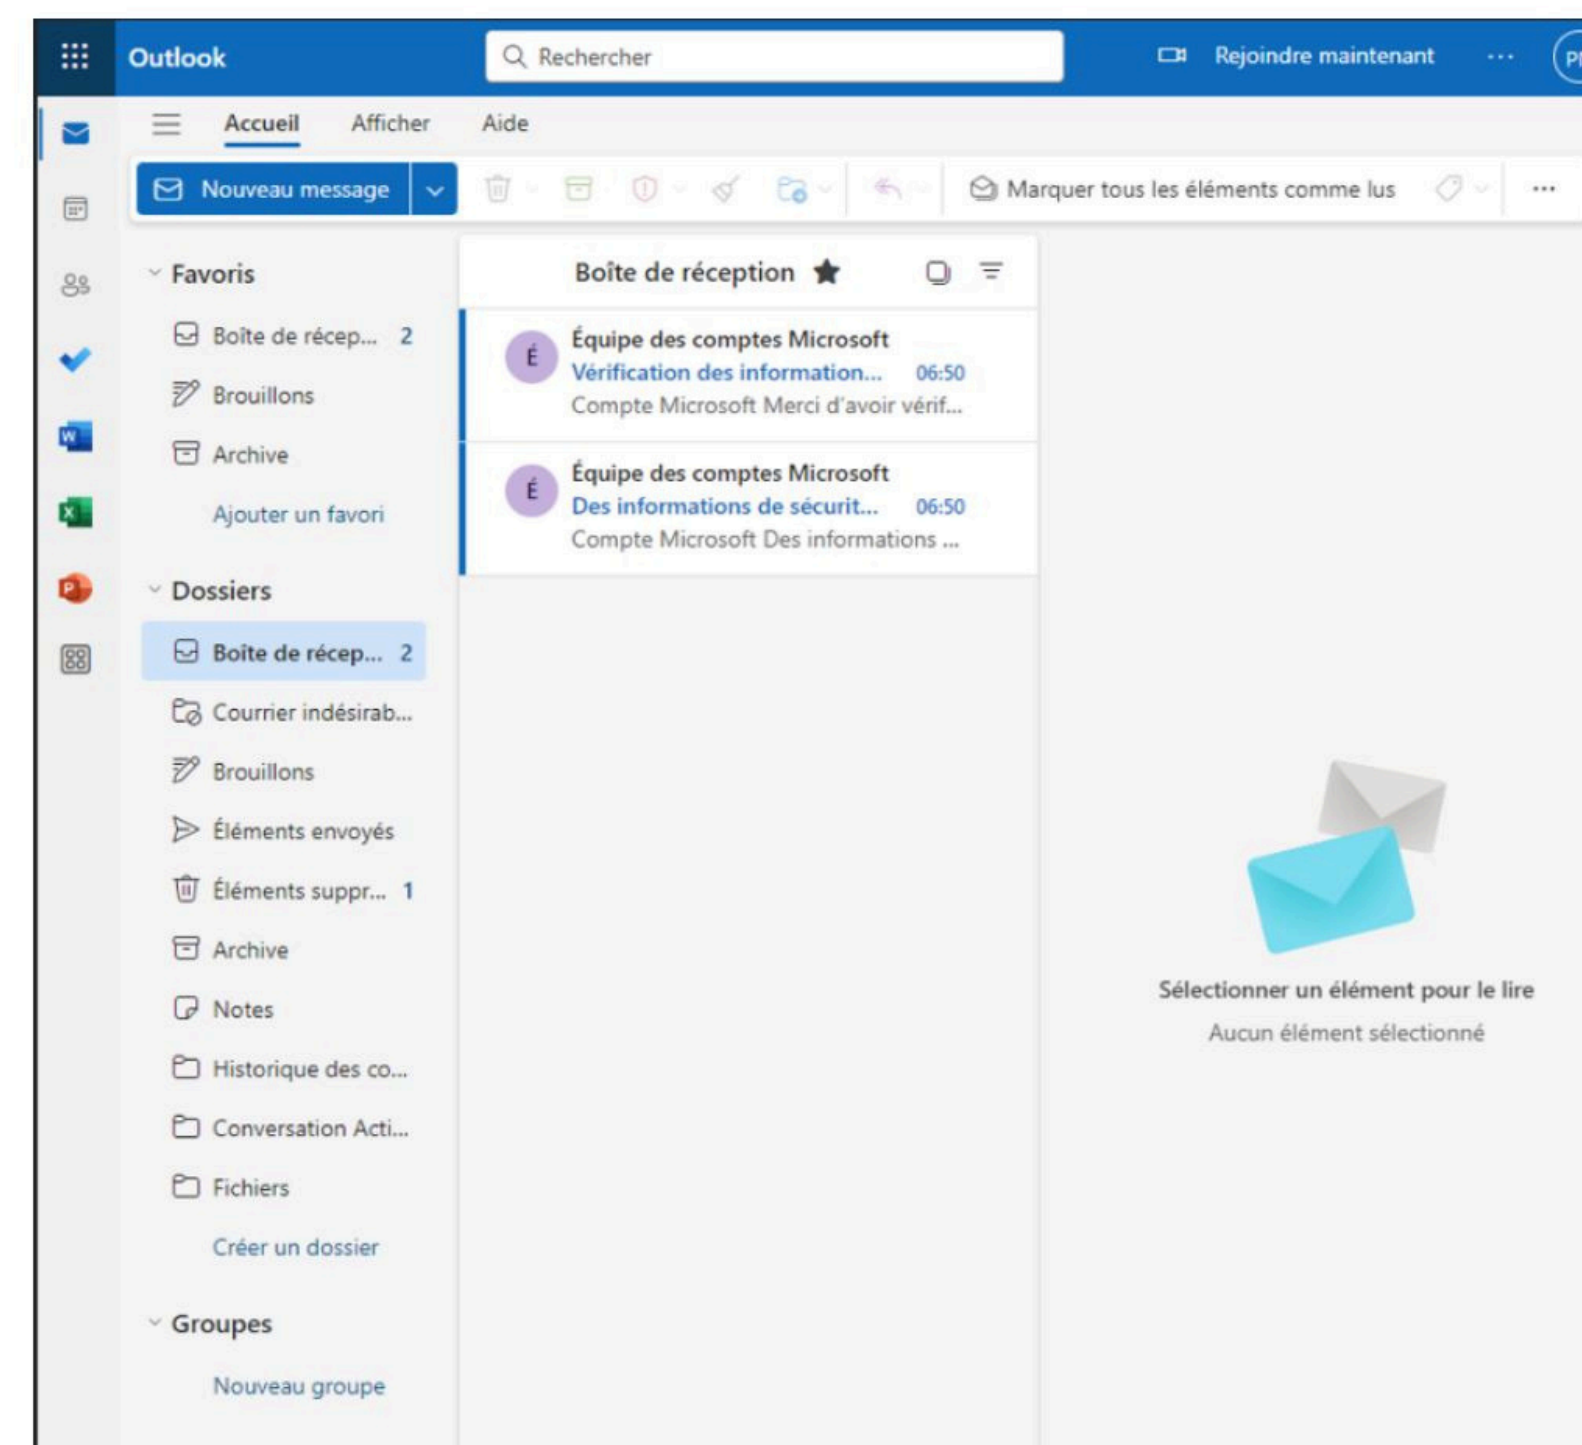 Outlook
Rechercher
Rejoindre maintenant
Accueil Afficher Aide
Nouveau message
Marquer tous les éléments comme lus
Favoris
Boîte de récep... 2
Brouillons
Archive
Ajouter un favori
Dossiers
Boîte de récep... 2
Courrier indésirab...
Brouillons
Éléments envoyés
Éléments suppr... 1
Archive
Notes
Historique des co...
Conversation Acti...
Fichiers
Créer un dossier
Groupes
Nouveau groupe
Boîte de réception
É
Équipe des comptes Microsoft
Vérification des information... 06:50
Compte Microsoft Merci d'avoir vérif...
É
Équipe des comptes Microsoft
Des informations de sécurit... 06:50
Compte Microsoft Des informations ...
Sélectionner un élément pour le lire
Aucun élément sélectionné